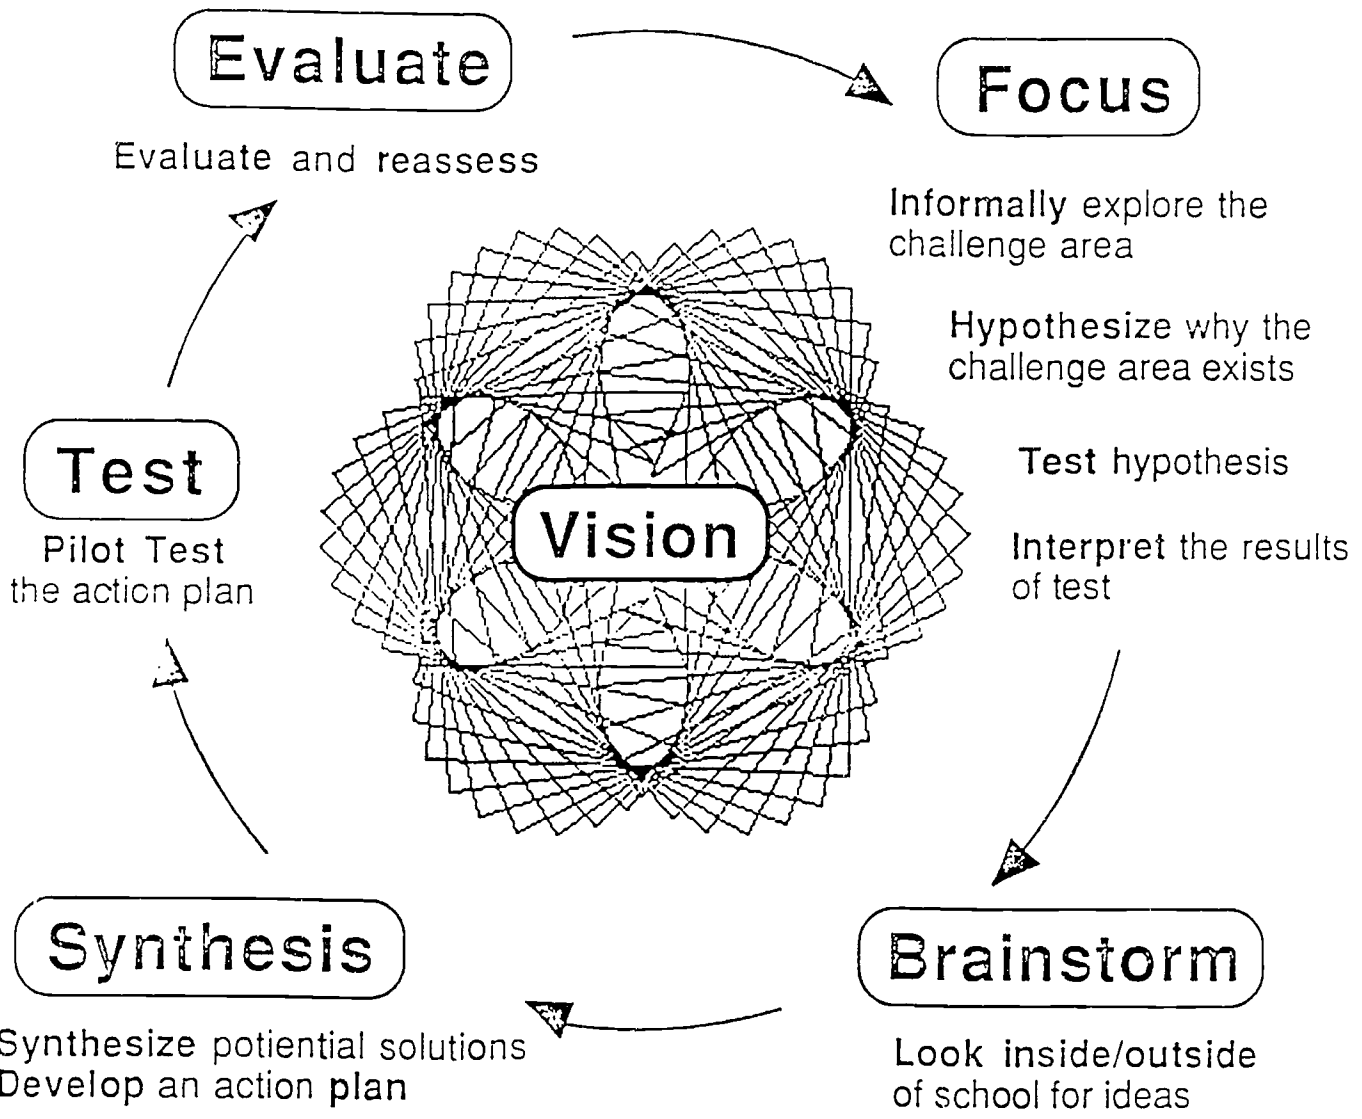 Evaluate
Evaluate and reassess
Focus
Informally explore the
challenge area
Hypothesize why the
challenge area exists
Test hypothesis
Interpret the results
of test
Vision
Test
Pilot Test
the action plan
Synthesis
Synthesize potiential solutions
Develop an action plan
Brainstorm
Look inside/outside
of school for ideas